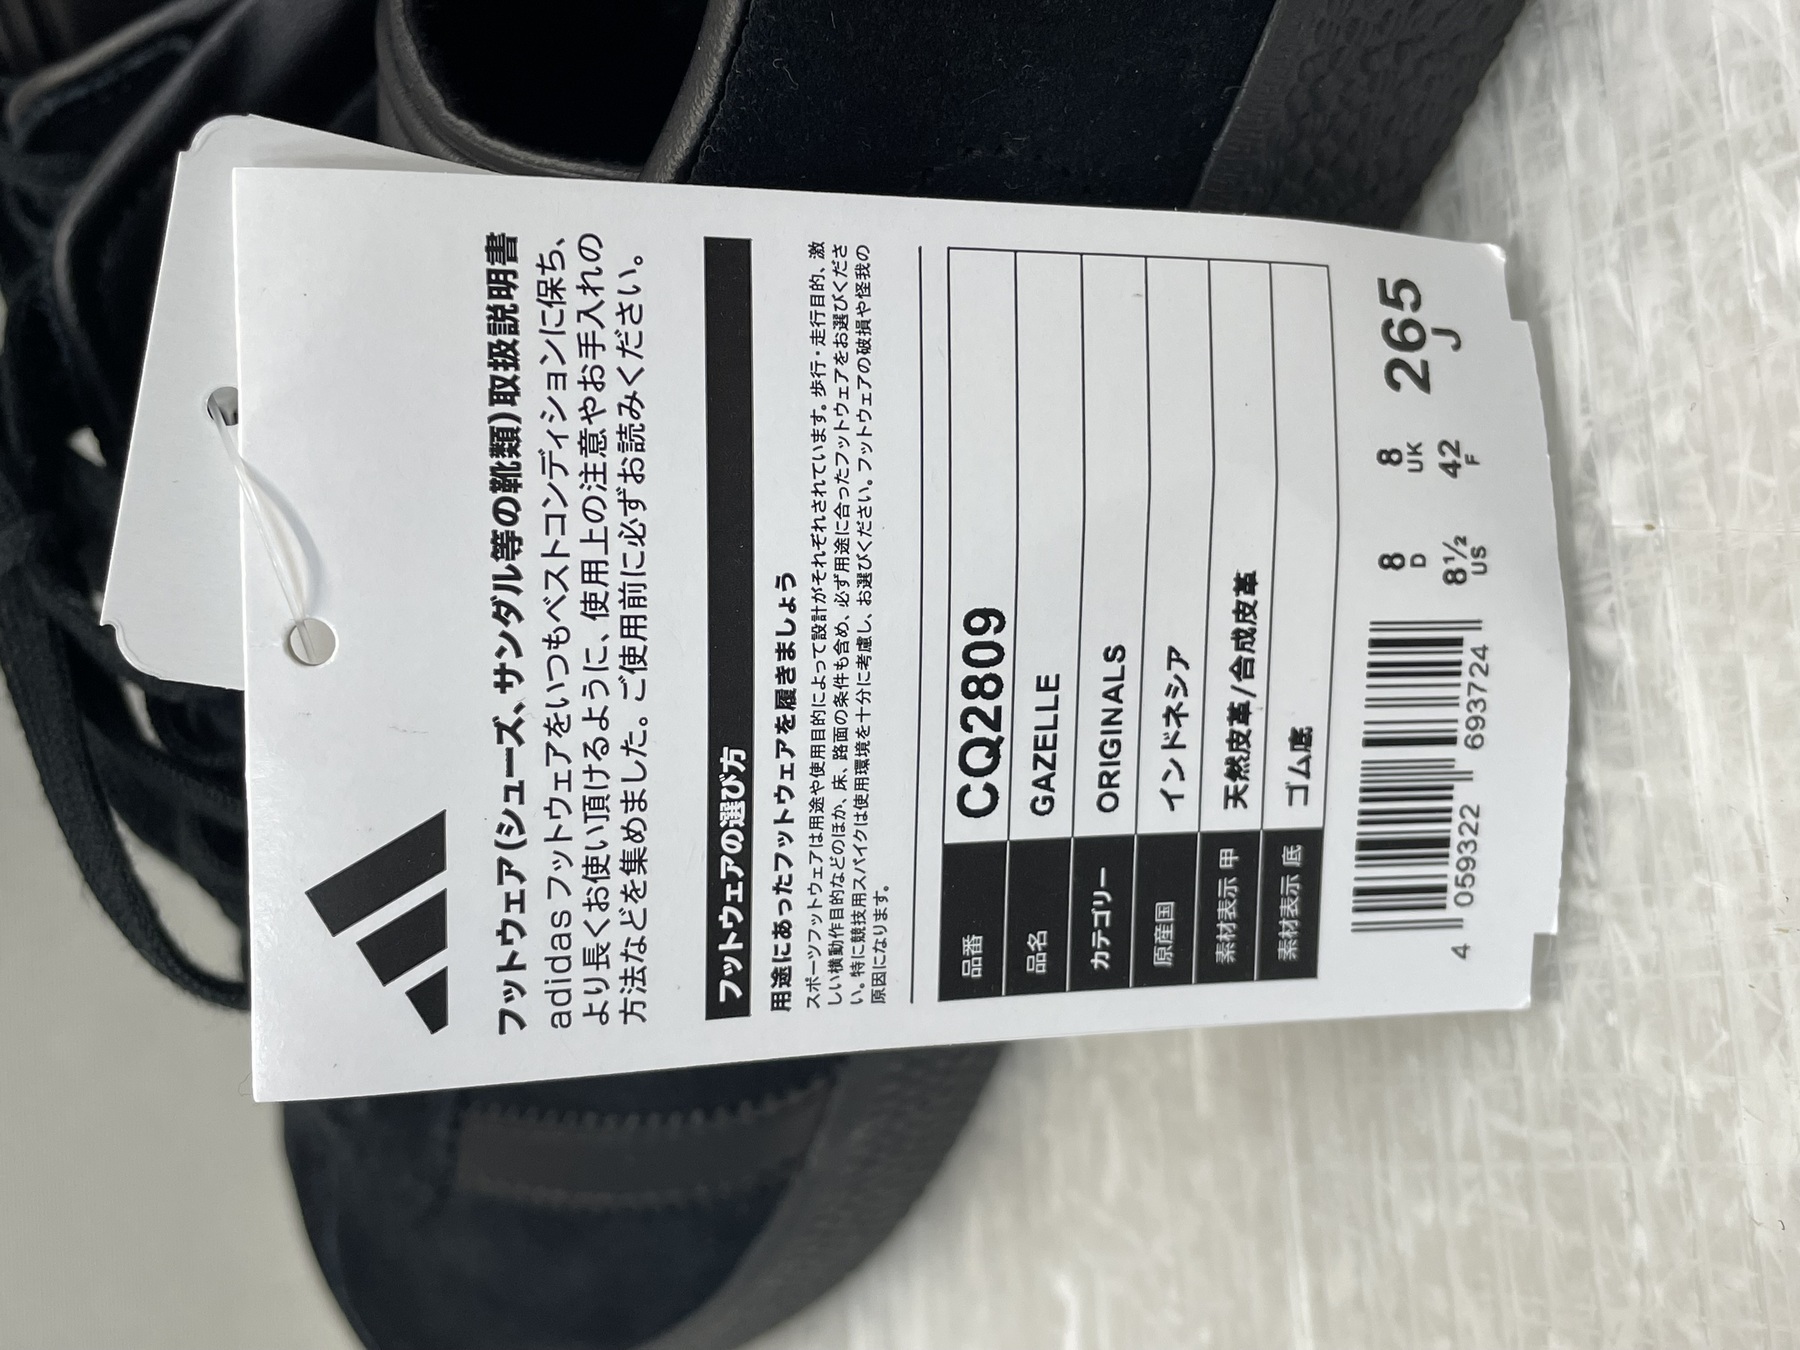 フットウェア(シューズ、サンダル等の靴類)取扱説明書
adidasフットウェアをいつもベストコンディションに保ち、
より長くお使い頂けるように、使用上の注意やお手入れの
方法などを集めました。ご使用前に必ずお読みください。
フットウェアの選び方
用途にあったフットウェアを履きましょう
スポーツフットウェアは用途や使用目的によって設計がそれぞれされています。歩行・走行目的、激
しい横動作目的などのほか、床、路面の条件も含め、必ず用途に合ったフットウェアをお選びくださ
い。特に競技用スパイクは使用環境を十分に考慮し、お選びください。フットウェアの破損や怪我の
原因になります。
品番 CQ2809
品名 GAZELLE
カテゴリー ORIGINALS
原産国 インドネシア
素材表示 甲 天然皮革/合成皮革
素材表示 底 ゴム底
8 8 265
D UK J
8½ 42
US F
4 059322 693724